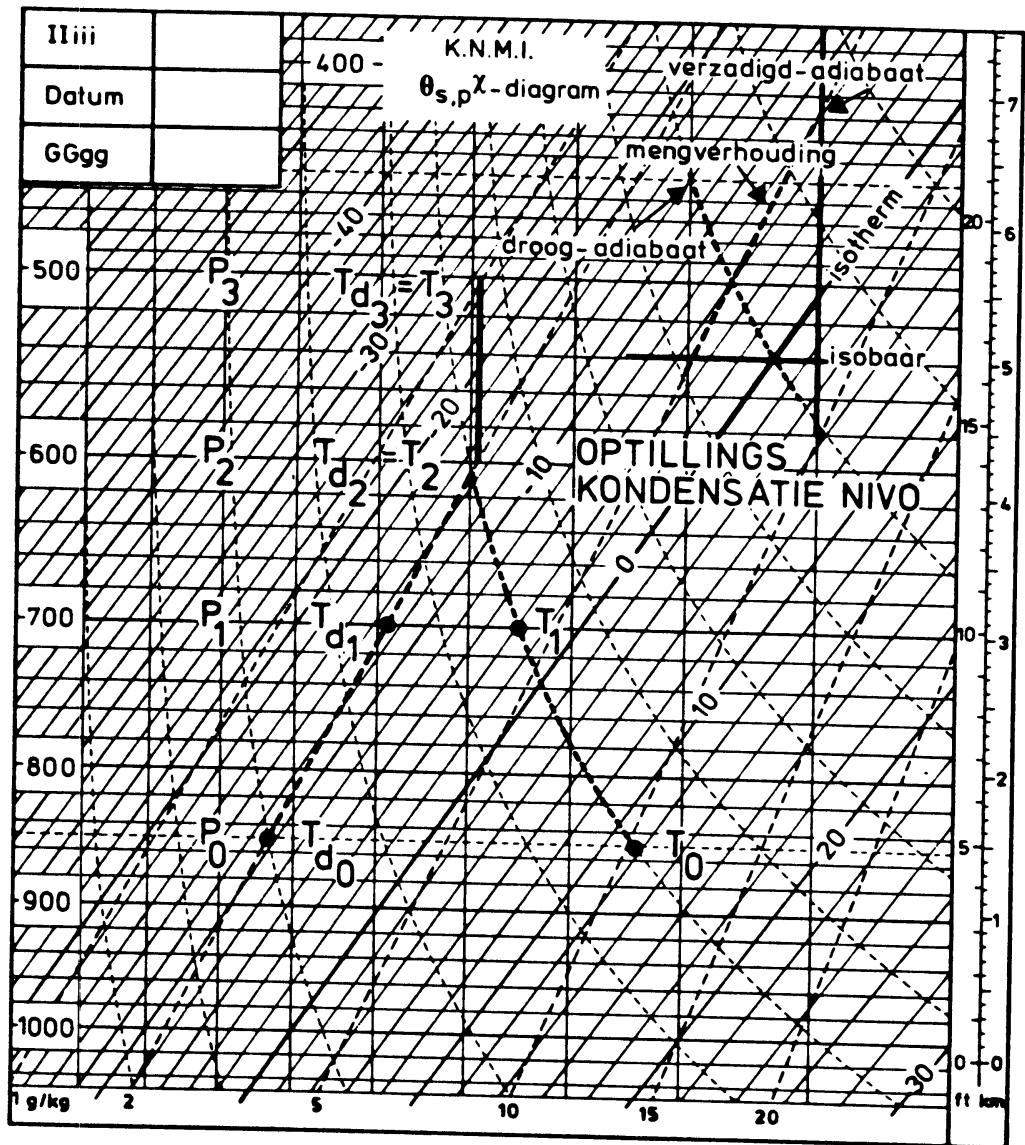 IIiii
Datum
GGgg
K.N.M.I.
θs,pχ-diagram
400
verzadigd-adiabaat
mengverhouding
droog-adiabaat
isotherm
isobaar
-40
500
P3
Td3 = T3
-30
-20
-10
OPTILLINGS
KONDENSATIE NIVO
600
P2
Td2 = T2
0
700
P1
Td1
T1
10
800
P0
Td0
T0
20
900
1000
30
7
20
6
5
15
4
10
3
2
5
1
0
0
1 g/kg
2
5
10
15
20
ft
km